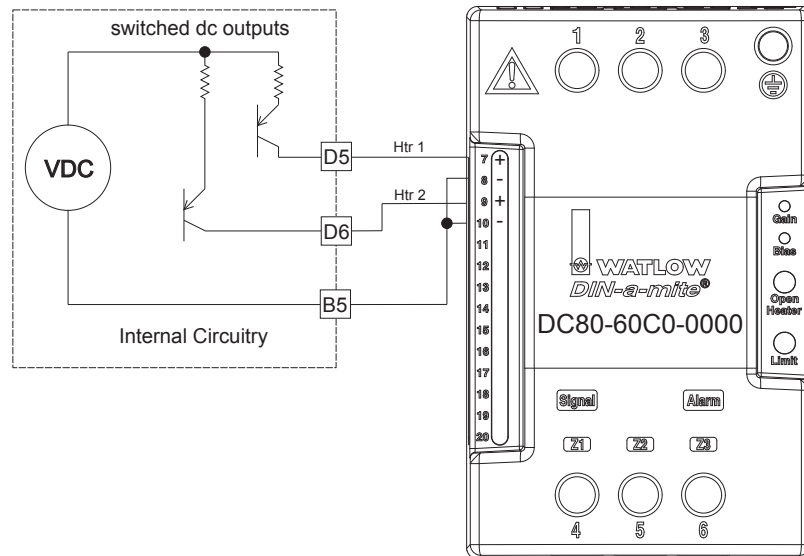 switched dc outputs
VDC
D5
Htr 1
D6
Htr 2
B5
Internal Circuitry
1 2 3
7 +
8 -
9 +
10 -
11
12
13
14
15
16
17
18
19
20
Gain
Bias
Open
Heater
Limit
WATLOW
DIN-a-mite®
DC80-60C0-0000
Signal Alarm
Z1 Z2 Z3
4 5 6